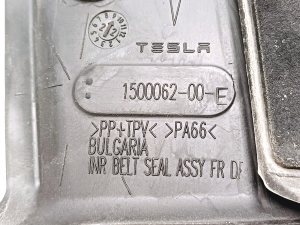 TESLA
1500062-00-E
>PP+TPV< >PA66<
BULGARIA
INR BELT SEAL ASSY FR